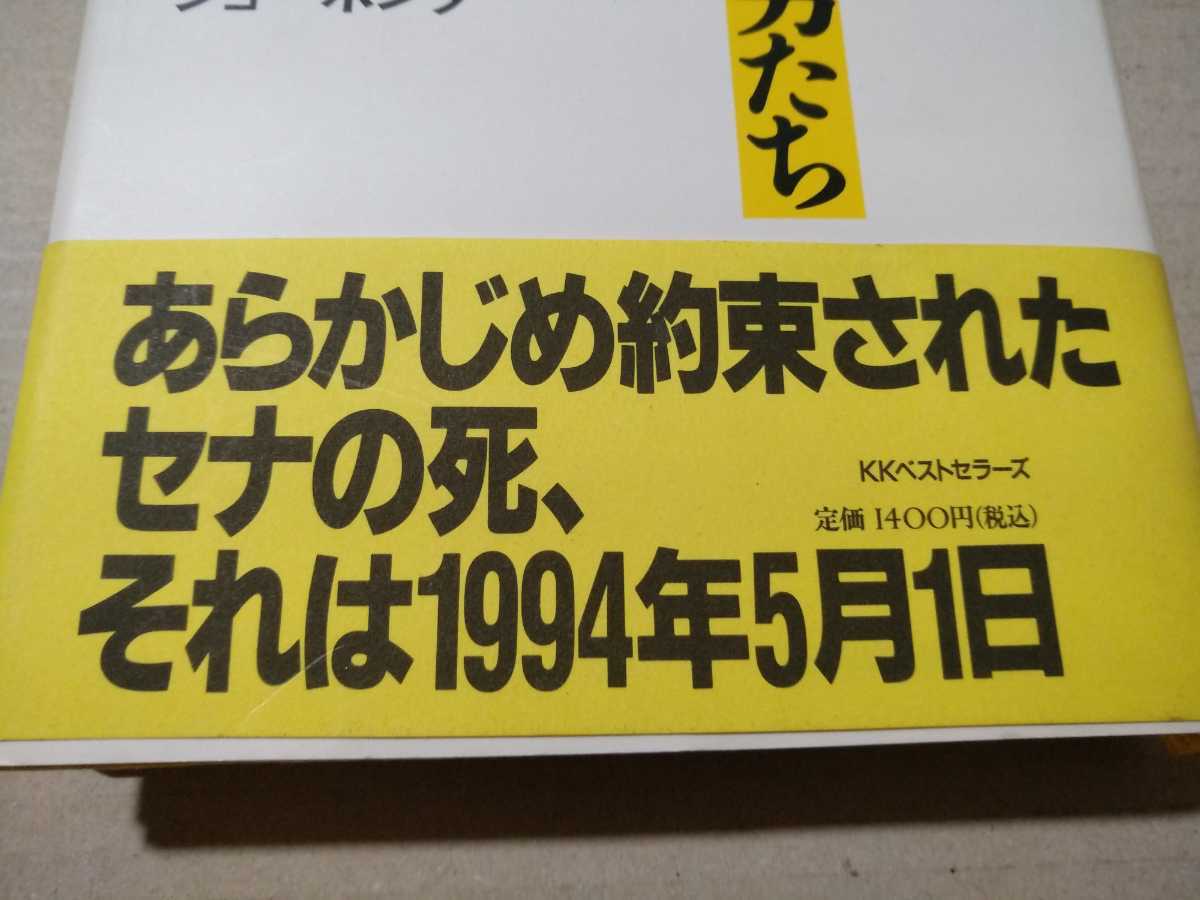 たち
あらかじめ約束された
セナの死、
KKベストセラーズ
定価 1400円(税込)
それは1994年5月1日